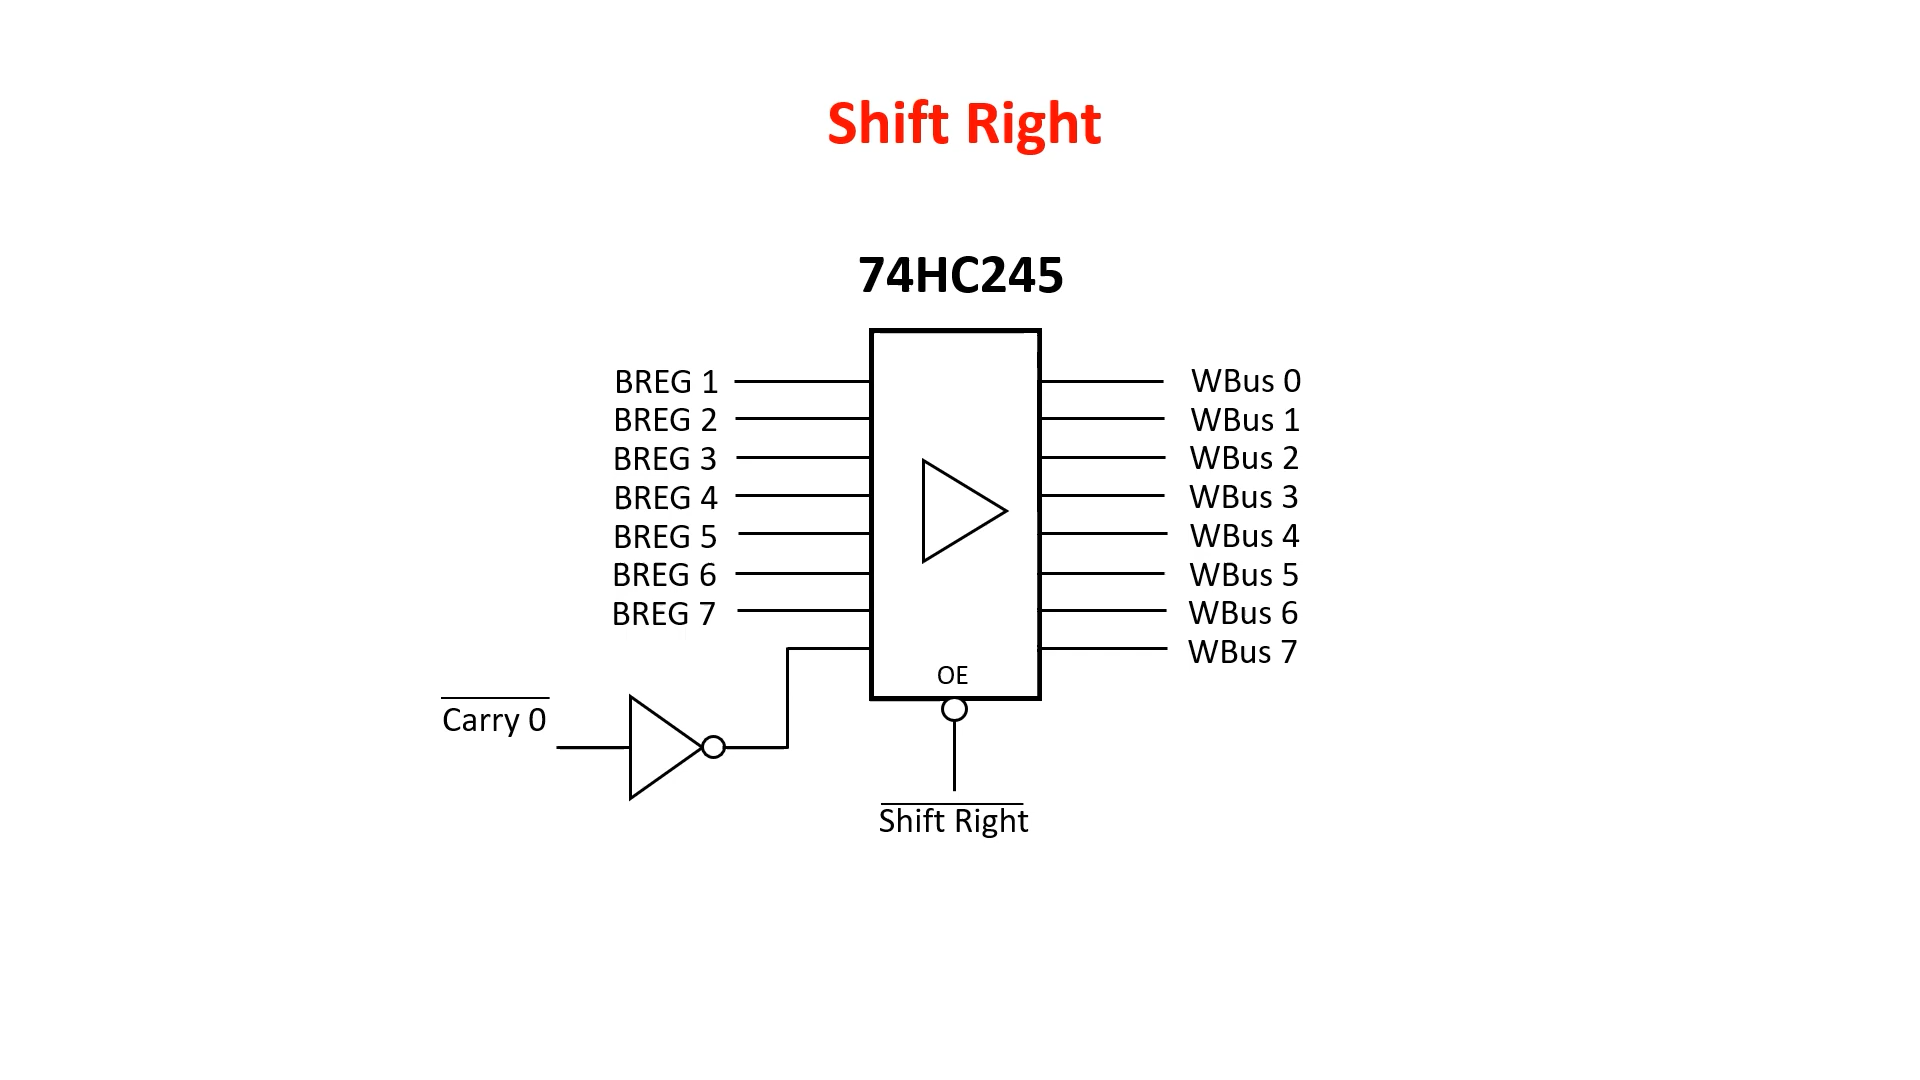 Shift Right
74HC245
BREG 1
WBus 0
BREG 2
WBus 1
BREG 3
WBus 2
BREG 4
WBus 3
BREG 5
WBus 4
BREG 6
WBus 5
BREG 7
WBus 6
WBus 7
OE
Carry 0
Shift Right